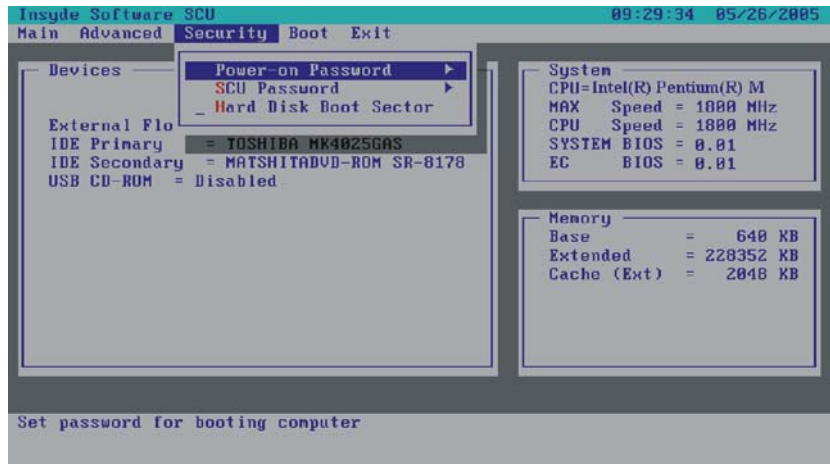 Insyde Software SCU 09:29:34 05/26/2005
Main Advanced Security Boot Exit
Power-on Password
SCU Password
_ Hard Disk Boot Sector
Devices
External Flo
IDE Primary = TOSHIBA MK4025GAS
IDE Secondary = MATSHITADVD-ROM SR-8178
USB CD-ROM = Disabled
System
CPU=Intel(R) Pentium(R) M
MAX Speed = 1800 MHz
CPU Speed = 1800 MHz
SYSTEM BIOS = 0.01
EC BIOS = 0.01
Memory
Base = 640 KB
Extended = 228352 KB
Cache (Ext) = 2048 KB
Set password for booting computer